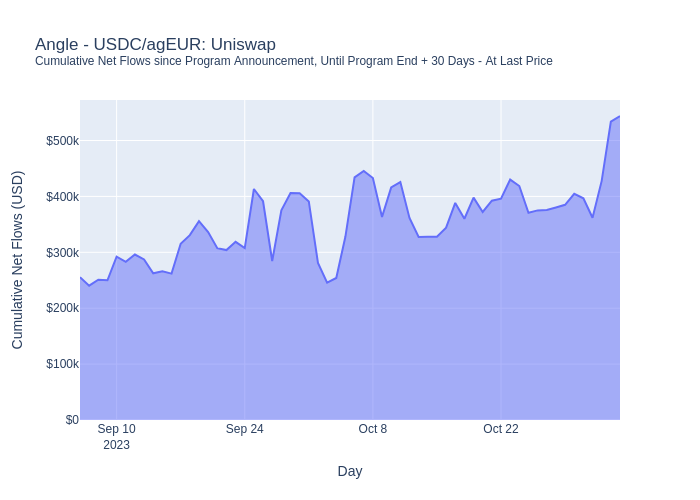 Angle - USDC/agEUR: Uniswap
Cumulative Net Flows since Program Announcement, Until Program End + 30 Days - At Last Price
Cumulative Net Flows (USD)
$500k
$400k
$300k
$200k
$100k
$0
Sep 10
2023
Sep 24
Oct 8
Oct 22
Day